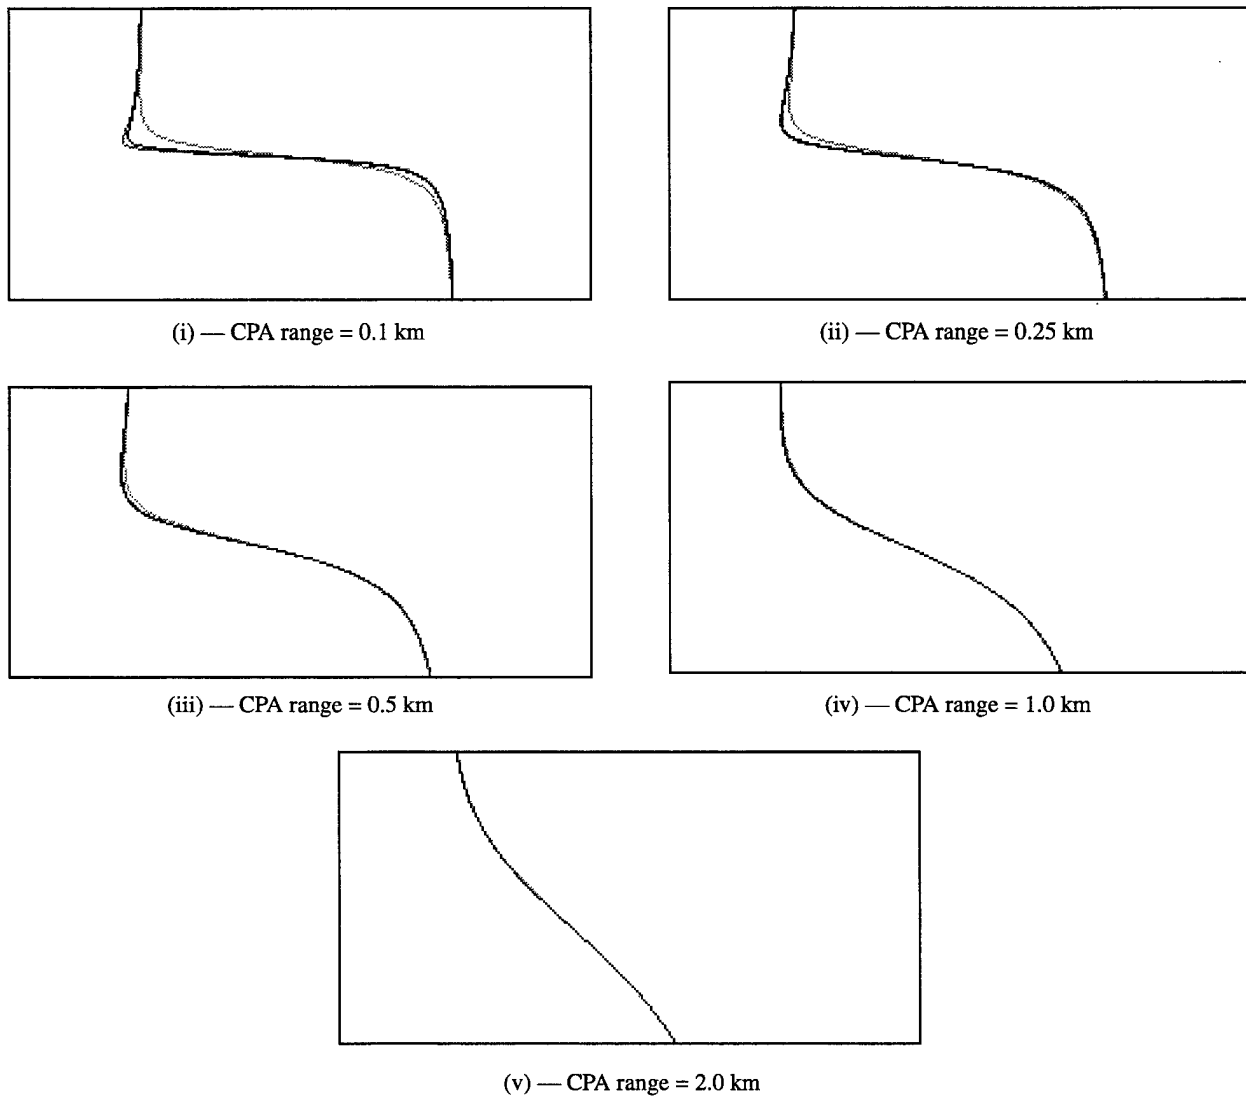 (i) — CPA range = 0.1 km
(ii) — CPA range = 0.25 km
(iii) — CPA range = 0.5 km
(iv) — CPA range = 1.0 km
(v) — CPA range = 2.0 km